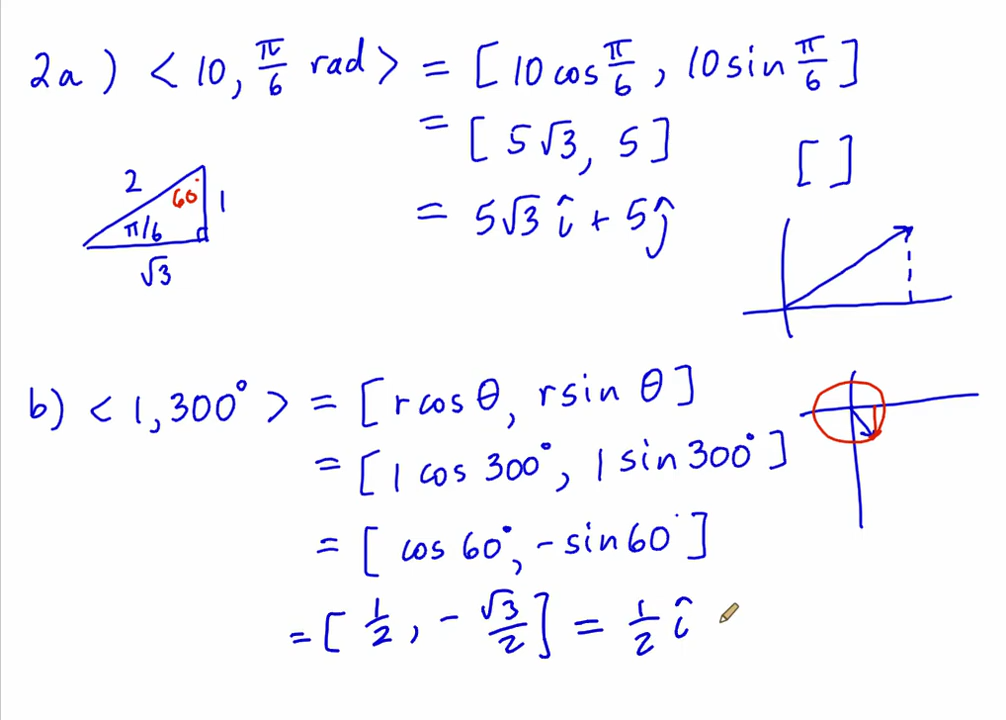 2a) < 10, π/6 rad > = [ 10 cos π/6 , 10 sin π/6 ]
= [ 5√3, 5 ]
[ ]
2 60° 1
π/6
√3
= 5√3 î + 5ĵ
b) < 1, 300° > = [ r cos θ, r sin θ ]
= [ 1 cos 300°, 1 sin 300° ]
= [ cos 60°, - sin 60° ]
= [ 1/2 , - √3/2 ] = 1/2 î